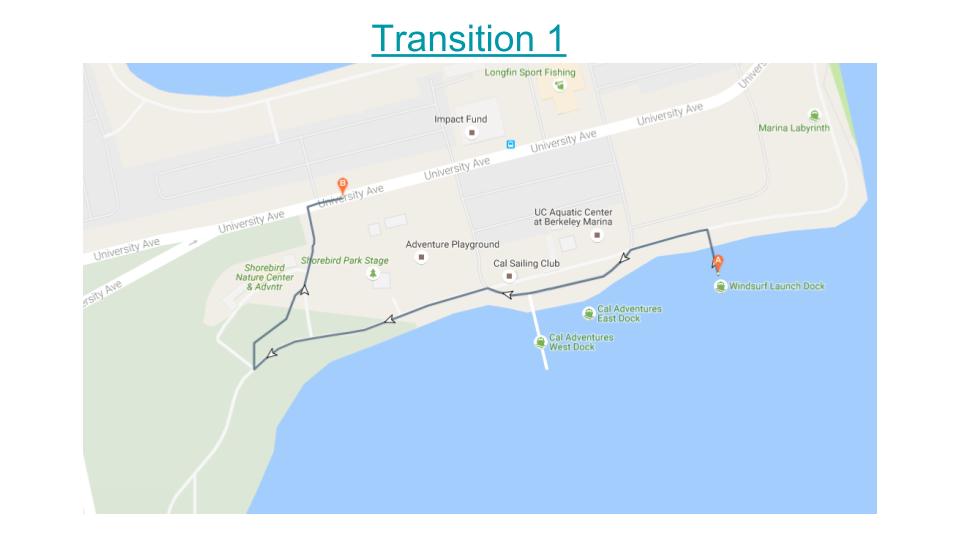 Transition 1
Longfin Sport Fishing
University
Impact Fund
University Ave
Marina Labyrinth
University Ave
University Ave
B
University Ave
University Ave
University Ave
UC Aquatic Center
at Berkeley Marina
Adventure Playground
Shorebird Park Stage
Cal Sailing Club
A
Shorebird
Nature Center
& Advntr
Windsurf Launch Dock
rsity Ave
Cal Adventures
East Dock
Cal Adventures
West Dock